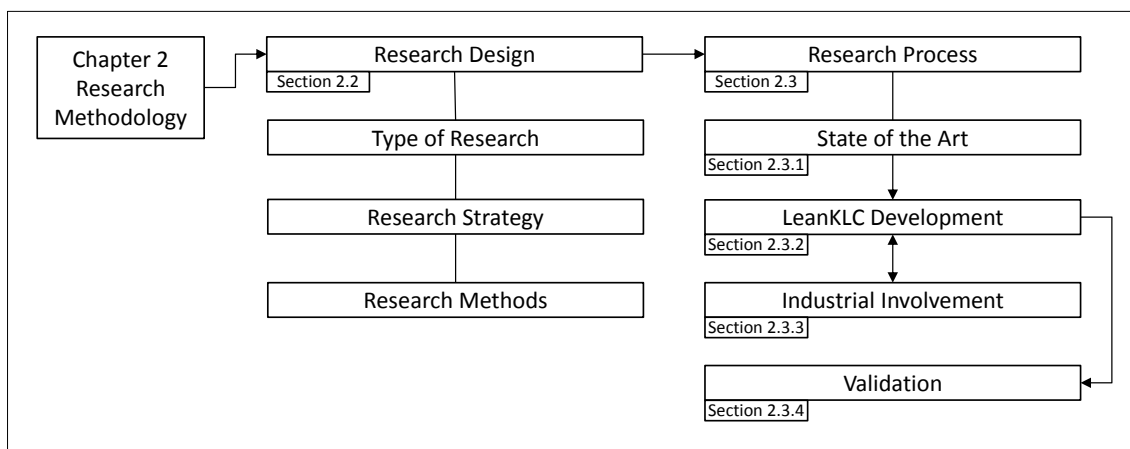 Chapter 2
Research
Methodology
Research Design
Section 2.2
Type of Research
Research Strategy
Research Methods
Research Process
Section 2.3
State of the Art
Section 2.3.1
LeanKLC Development
Section 2.3.2
Industrial Involvement
Section 2.3.3
Validation
Section 2.3.4